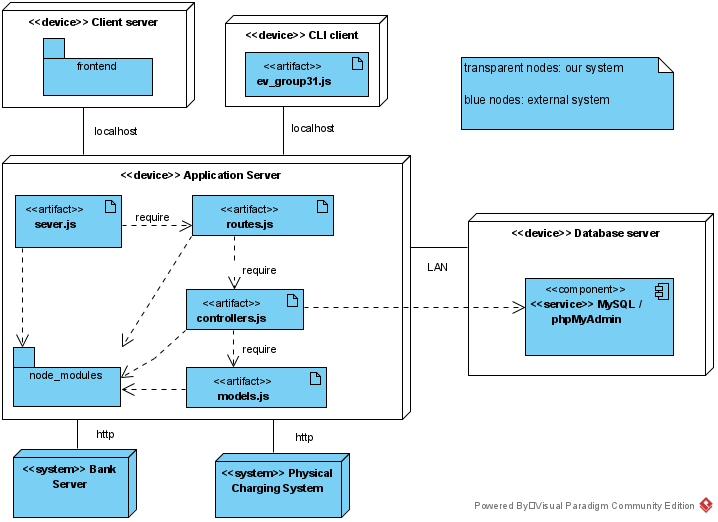 <<device>> Client server
frontend
<<device>> CLI client
<<artifact>>
ev_group31.js
transparent nodes: our system
blue nodes: external system
localhost
localhost
<<device>> Application Server
<<artifact>>
sever.js
require
<<artifact>>
routes.js
require
<<artifact>>
controllers.js
require
<<artifact>>
models.js
node_modules
LAN
<<device>> Database server
<<component>>
<<service>> MySQL /
phpMyAdmin
http
http
<<system>> Bank
Server
<<system>> Physical
Charging System
Powered By□Visual Paradigm Community Edition